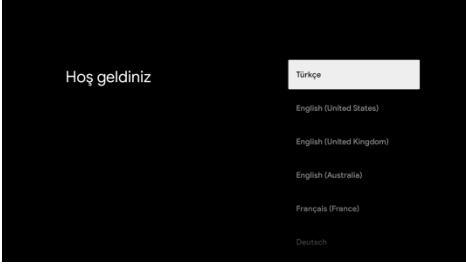 Hoş geldiniz
Türkçe
English (United States)
English (United Kingdom)
English (Australia)
Français (France)
Deutsch